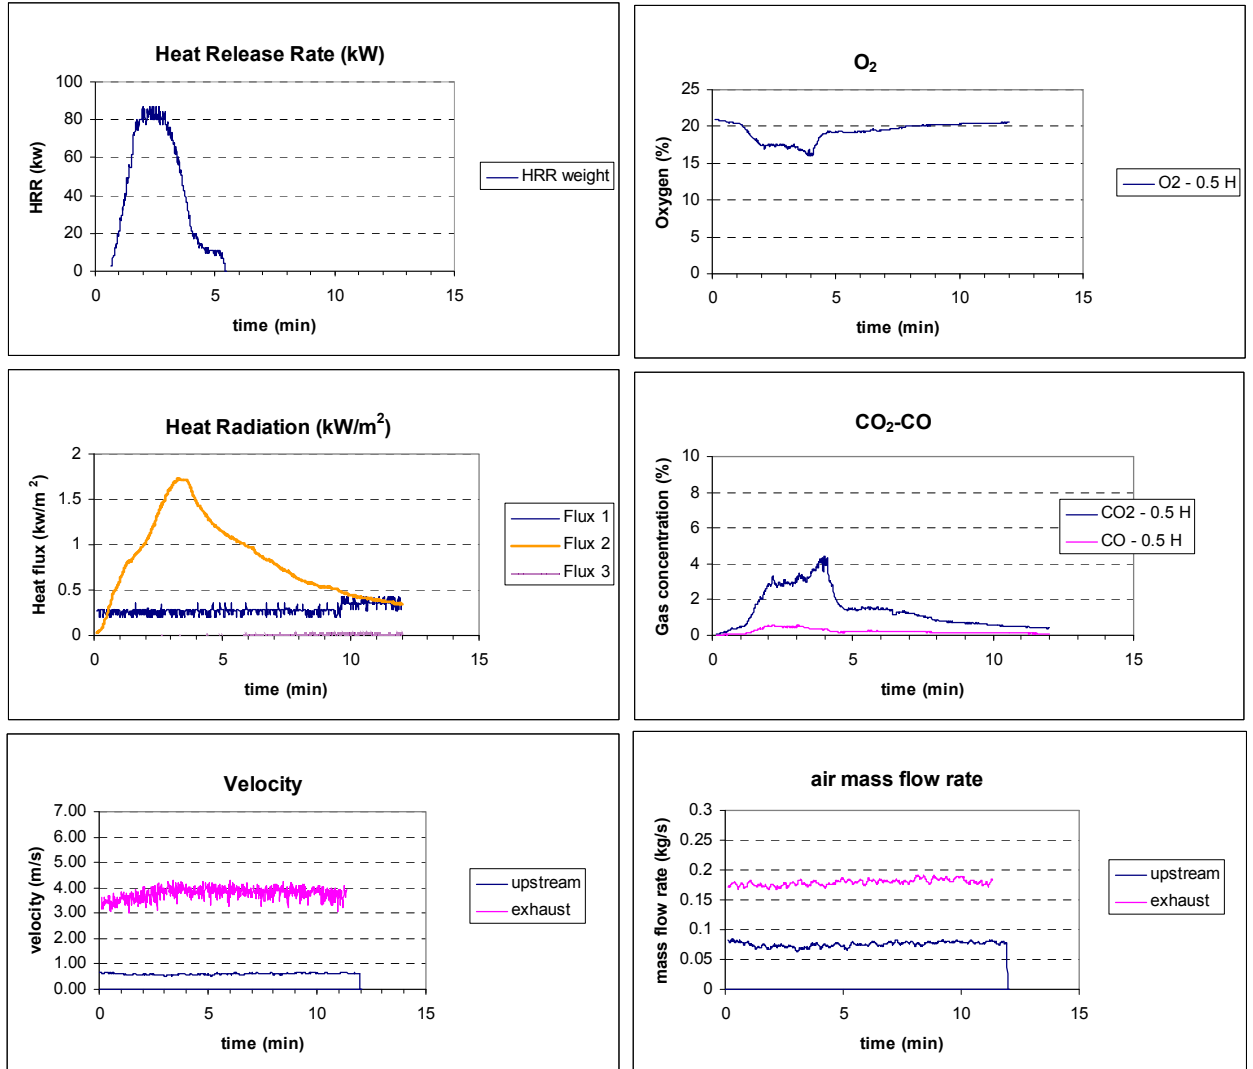 Heat Release Rate (kW)
100
80
60
40
20
0
HRR (kw)
0 5 10 15
time (min)
HRR weight
O₂
25
20
15
10
5
0
Oxygen (%)
0 5 10 15
time (min)
O2 - 0.5 H
Heat Radiation (kW/m²)
2
1.5
1
0.5
0
Heat flux (kw/m²)
0 5 10 15
time (min)
Flux 1
Flux 2
Flux 3
CO₂-CO
10
8
6
4
2
0
Gas concentration (%)
0 5 10 15
time (min)
CO2 - 0.5 H
CO - 0.5 H
Velocity
7.00
6.00
5.00
4.00
3.00
2.00
1.00
0.00
velocity (m/s)
0 5 10 15
time (min)
upstream
exhaust
air mass flow rate
0.3
0.25
0.2
0.15
0.1
0.05
0
mass flow rate (kg/s)
0 5 10 15
time (min)
upstream
exhaust